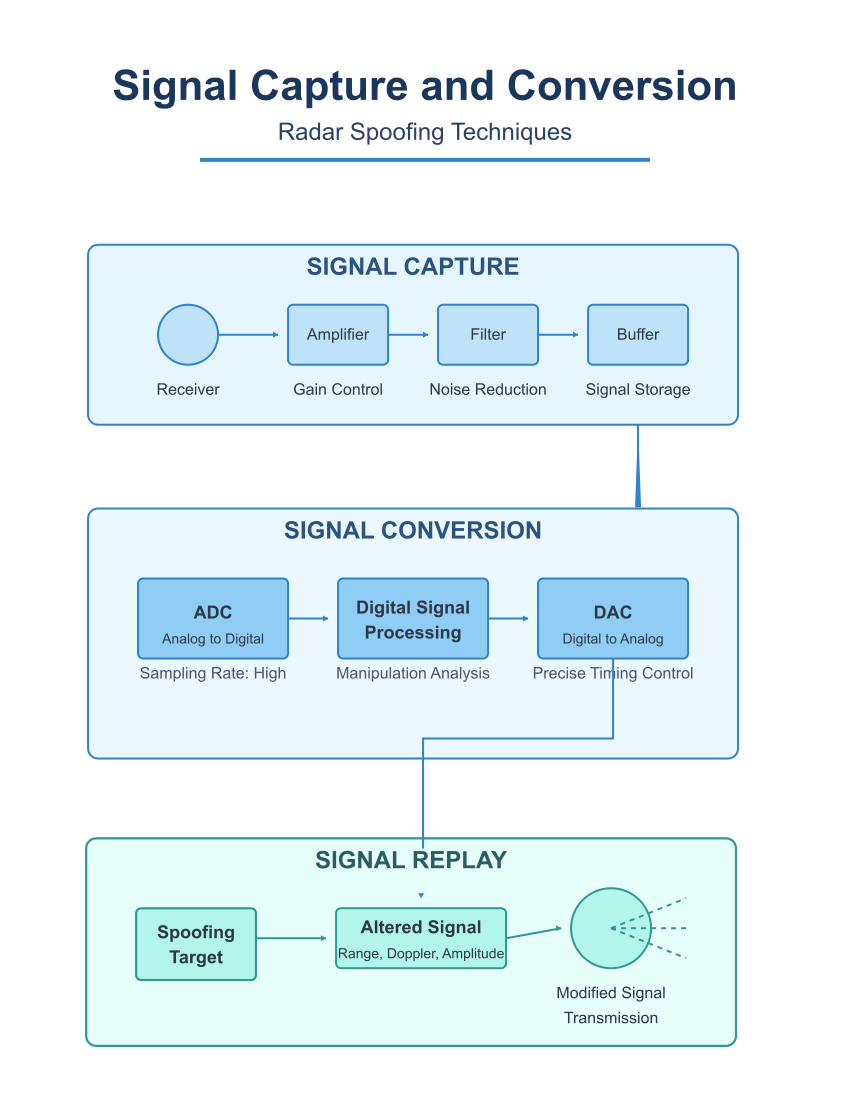 Signal Capture and Conversion
Radar Spoofing Techniques
SIGNAL CAPTURE
Amplifier
Filter
Buffer
Receiver
Gain Control
Noise Reduction
Signal Storage
SIGNAL CONVERSION
ADC
Analog to Digital
Digital Signal
Processing
DAC
Digital to Analog
Sampling Rate: High
Manipulation Analysis
Precise Timing Control
SIGNAL REPLAY
Spoofing
Target
Altered Signal
Range, Doppler, Amplitude
Modified Signal
Transmission